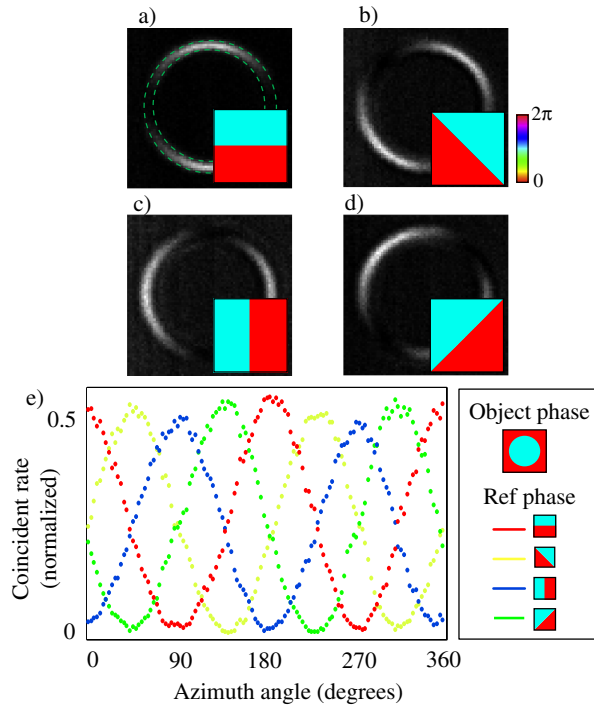 a)
b)
2π
0
c)
d)
e)
0.5
0
Coincident rate
(normalized)
0
90
180
270
360
Azimuth angle (degrees)
Object phase
Ref phase